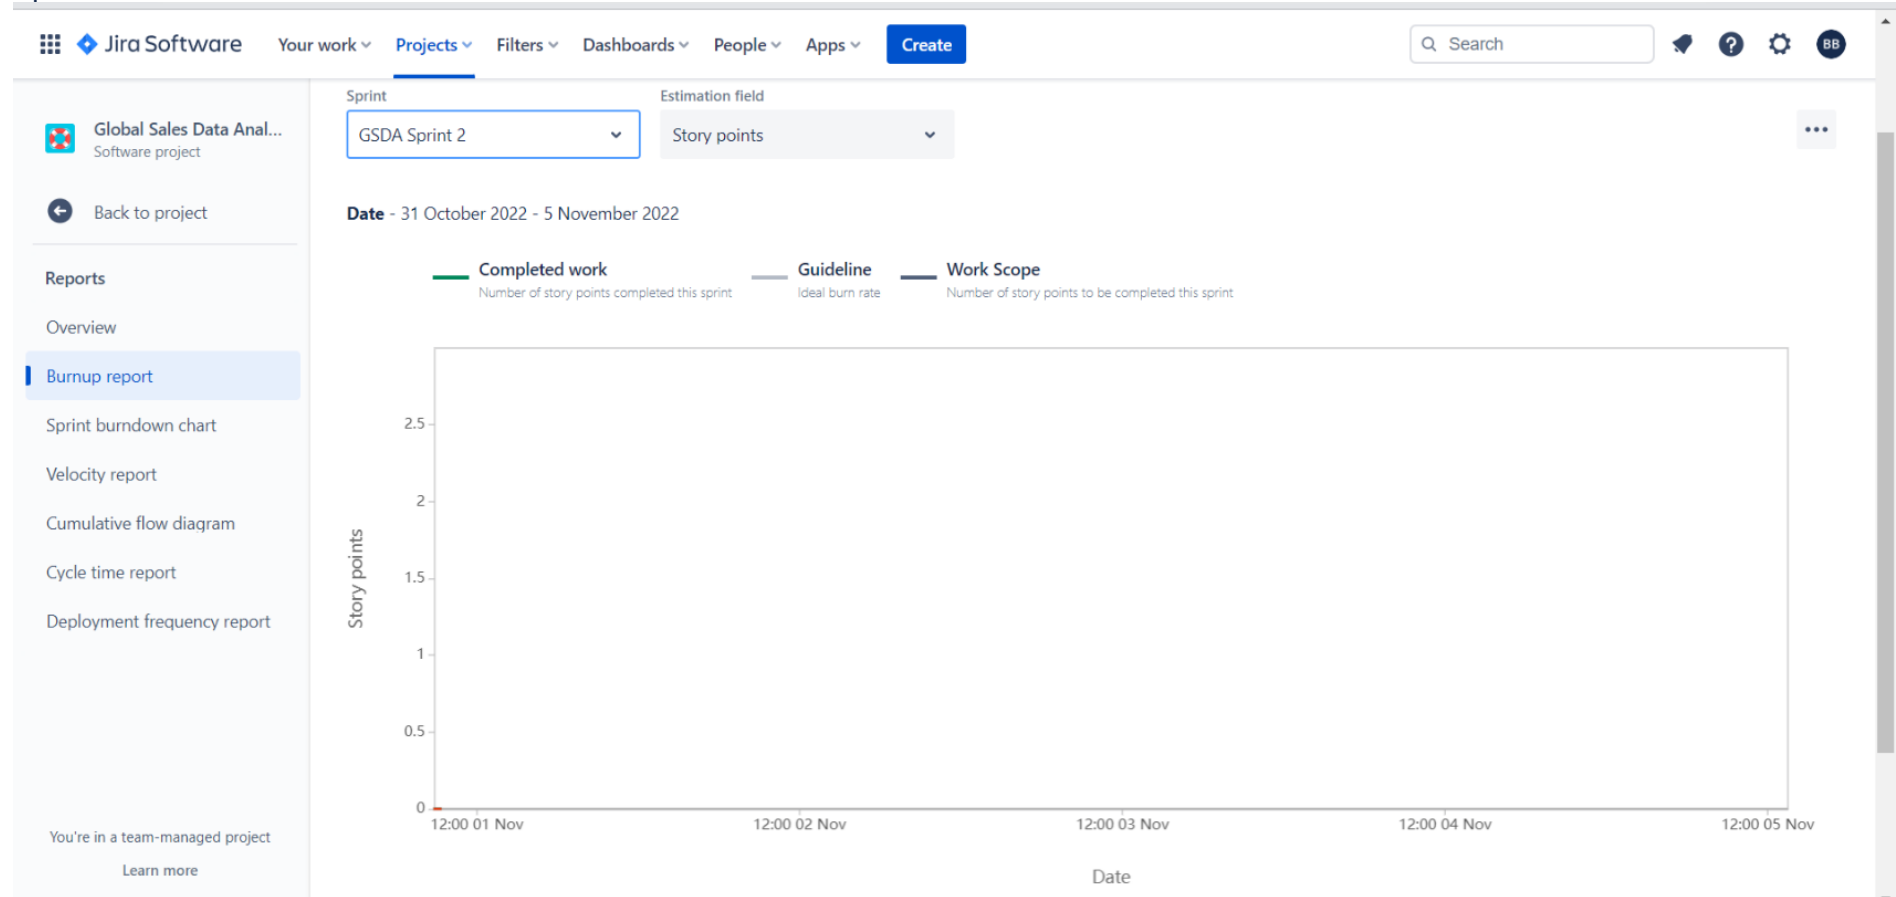 Jira Software Your work Projects Filters Dashboards People Apps Create Search BB
Global Sales Data Anal...
Software project
Back to project
Reports
Overview
Burnup report
Sprint burndown chart
Velocity report
Cumulative flow diagram
Cycle time report
Deployment frequency report
You're in a team-managed project
Learn more
Sprint Estimation field
GSDA Sprint 2 Story points
Date - 31 October 2022 - 5 November 2022
Completed work Guideline Work Scope
Number of story points completed this sprint Ideal burn rate Number of story points to be completed this sprint
Story points
2.5
2
1.5
1
0.5
0
12:00 01 Nov 12:00 02 Nov 12:00 03 Nov 12:00 04 Nov 12:00 05 Nov
Date